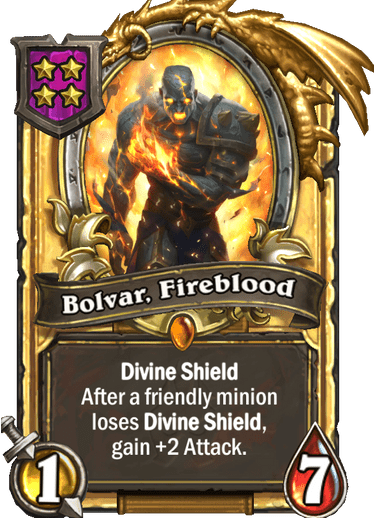 Bolvar, Fireblood
Divine Shield
After a friendly minion
loses Divine Shield,
gain +2 Attack.
1
7